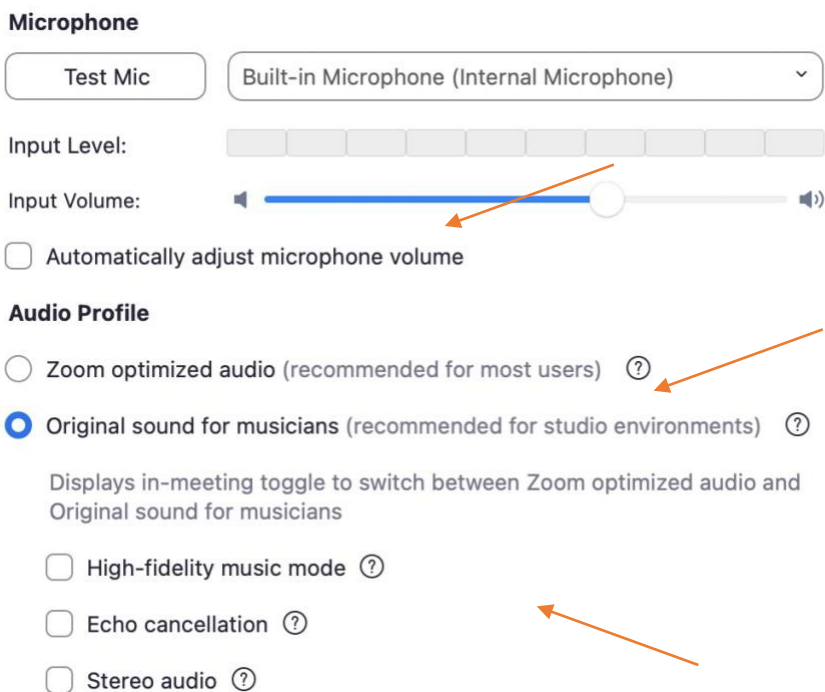 Microphone
Test Mic
Built-in Microphone (Internal Microphone)
Input Level:
Input Volume:
Automatically adjust microphone volume
Audio Profile
Zoom optimized audio (recommended for most users) ?
Original sound for musicians (recommended for studio environments) ?
Displays in-meeting toggle to switch between Zoom optimized audio and
Original sound for musicians
High-fidelity music mode ?
Echo cancellation ?
Stereo audio ?